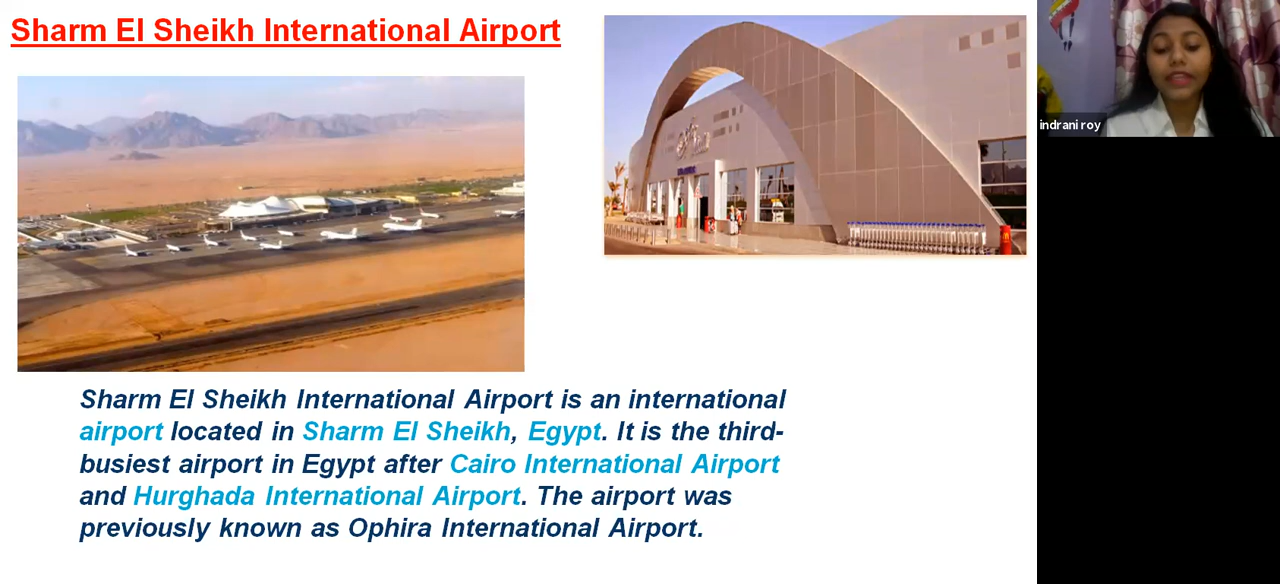 Sharm El Sheikh International Airport
indrani roy
Sharm El Sheikh International Airport is an international
airport located in Sharm El Sheikh, Egypt. It is the third-
busiest airport in Egypt after Cairo International Airport
and Hurghada International Airport. The airport was
previously known as Ophira International Airport.